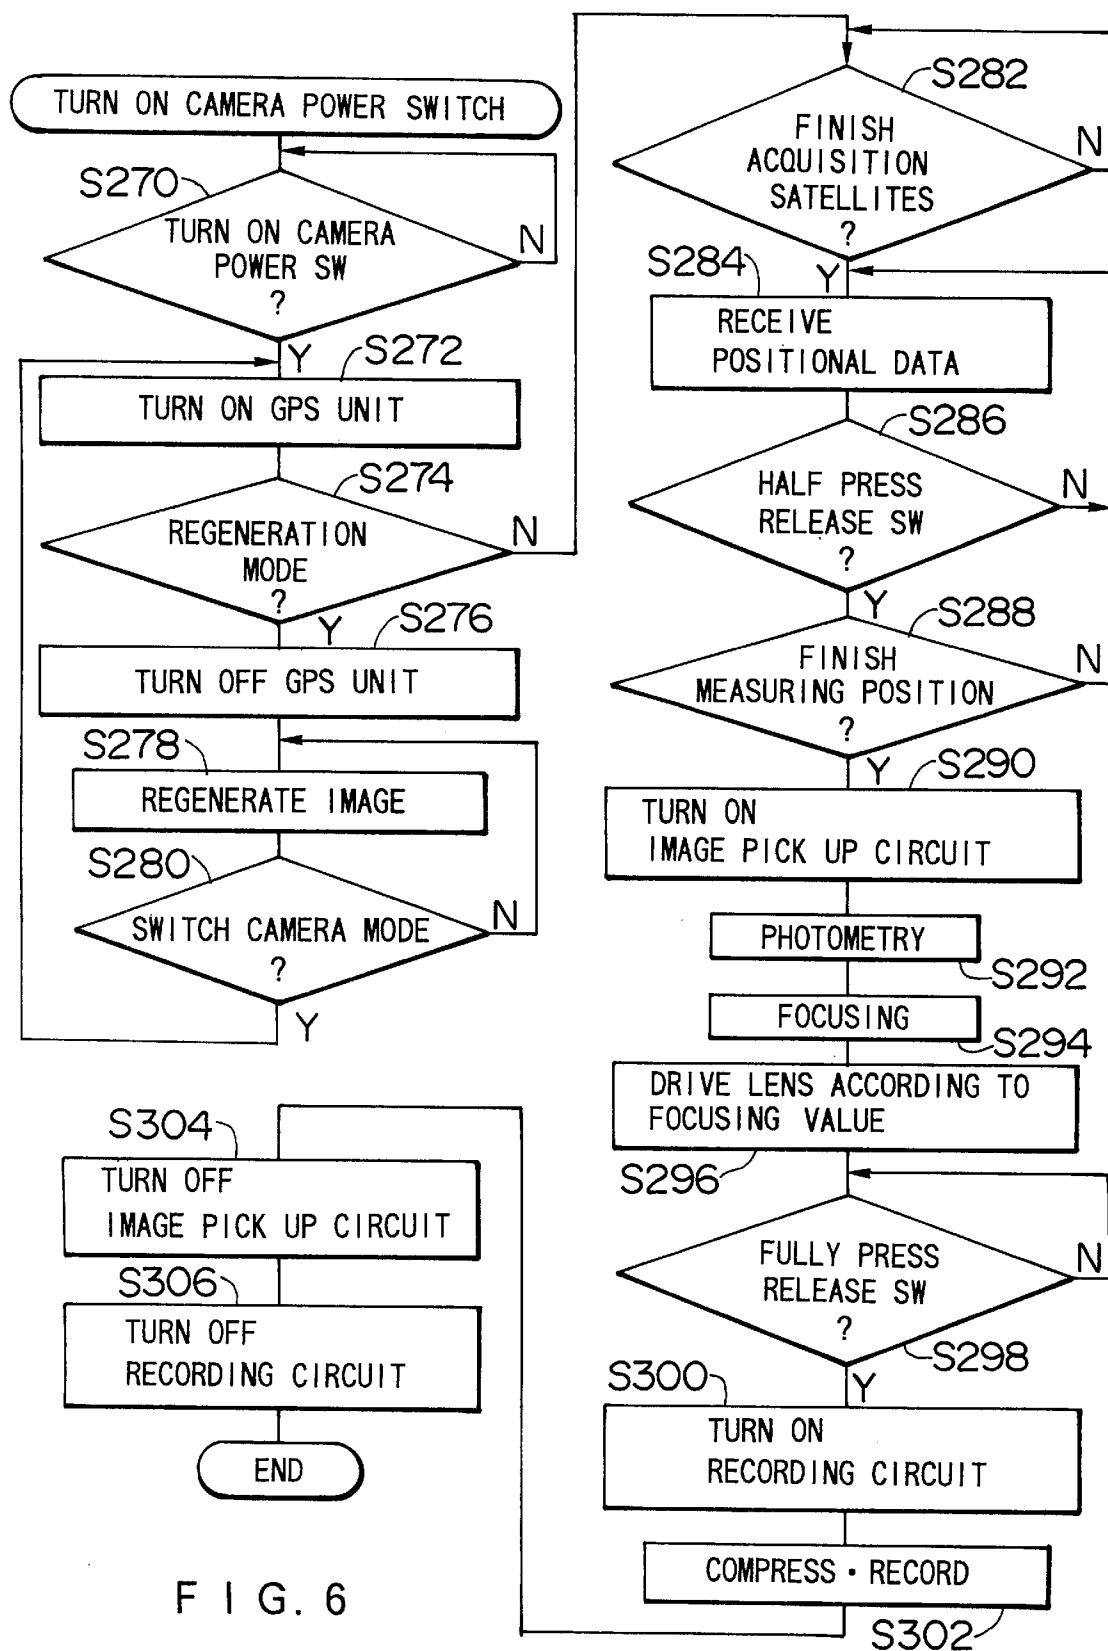 TURN ON CAMERA POWER SWITCH
S270
TURN ON CAMERA
POWER SW
?
N
Y
S272
TURN ON GPS UNIT
S274
REGENERATION
MODE
?
N
Y
S276
TURN OFF GPS UNIT
S278
REGENERATE IMAGE
S280
SWITCH CAMERA MODE
?
N
Y
S282
FINISH
ACQUISITION
SATELLITES
?
N
Y
S284
RECEIVE
POSITIONAL DATA
S286
HALF PRESS
RELEASE SW
?
N
Y
S288
FINISH
MEASURING POSITION
?
N
Y
S290
TURN ON
IMAGE PICK UP CIRCUIT
PHOTOMETRY
S292
FOCUSING
S294
DRIVE LENS ACCORDING TO
FOCUSING VALUE
S296
FULLY PRESS
RELEASE SW
?
N
S298
Y
S300
TURN ON
RECORDING CIRCUIT
COMPRESS・RECORD
S302
S304
TURN OFF
IMAGE PICK UP CIRCUIT
S306
TURN OFF
RECORDING CIRCUIT
END
FIG. 6